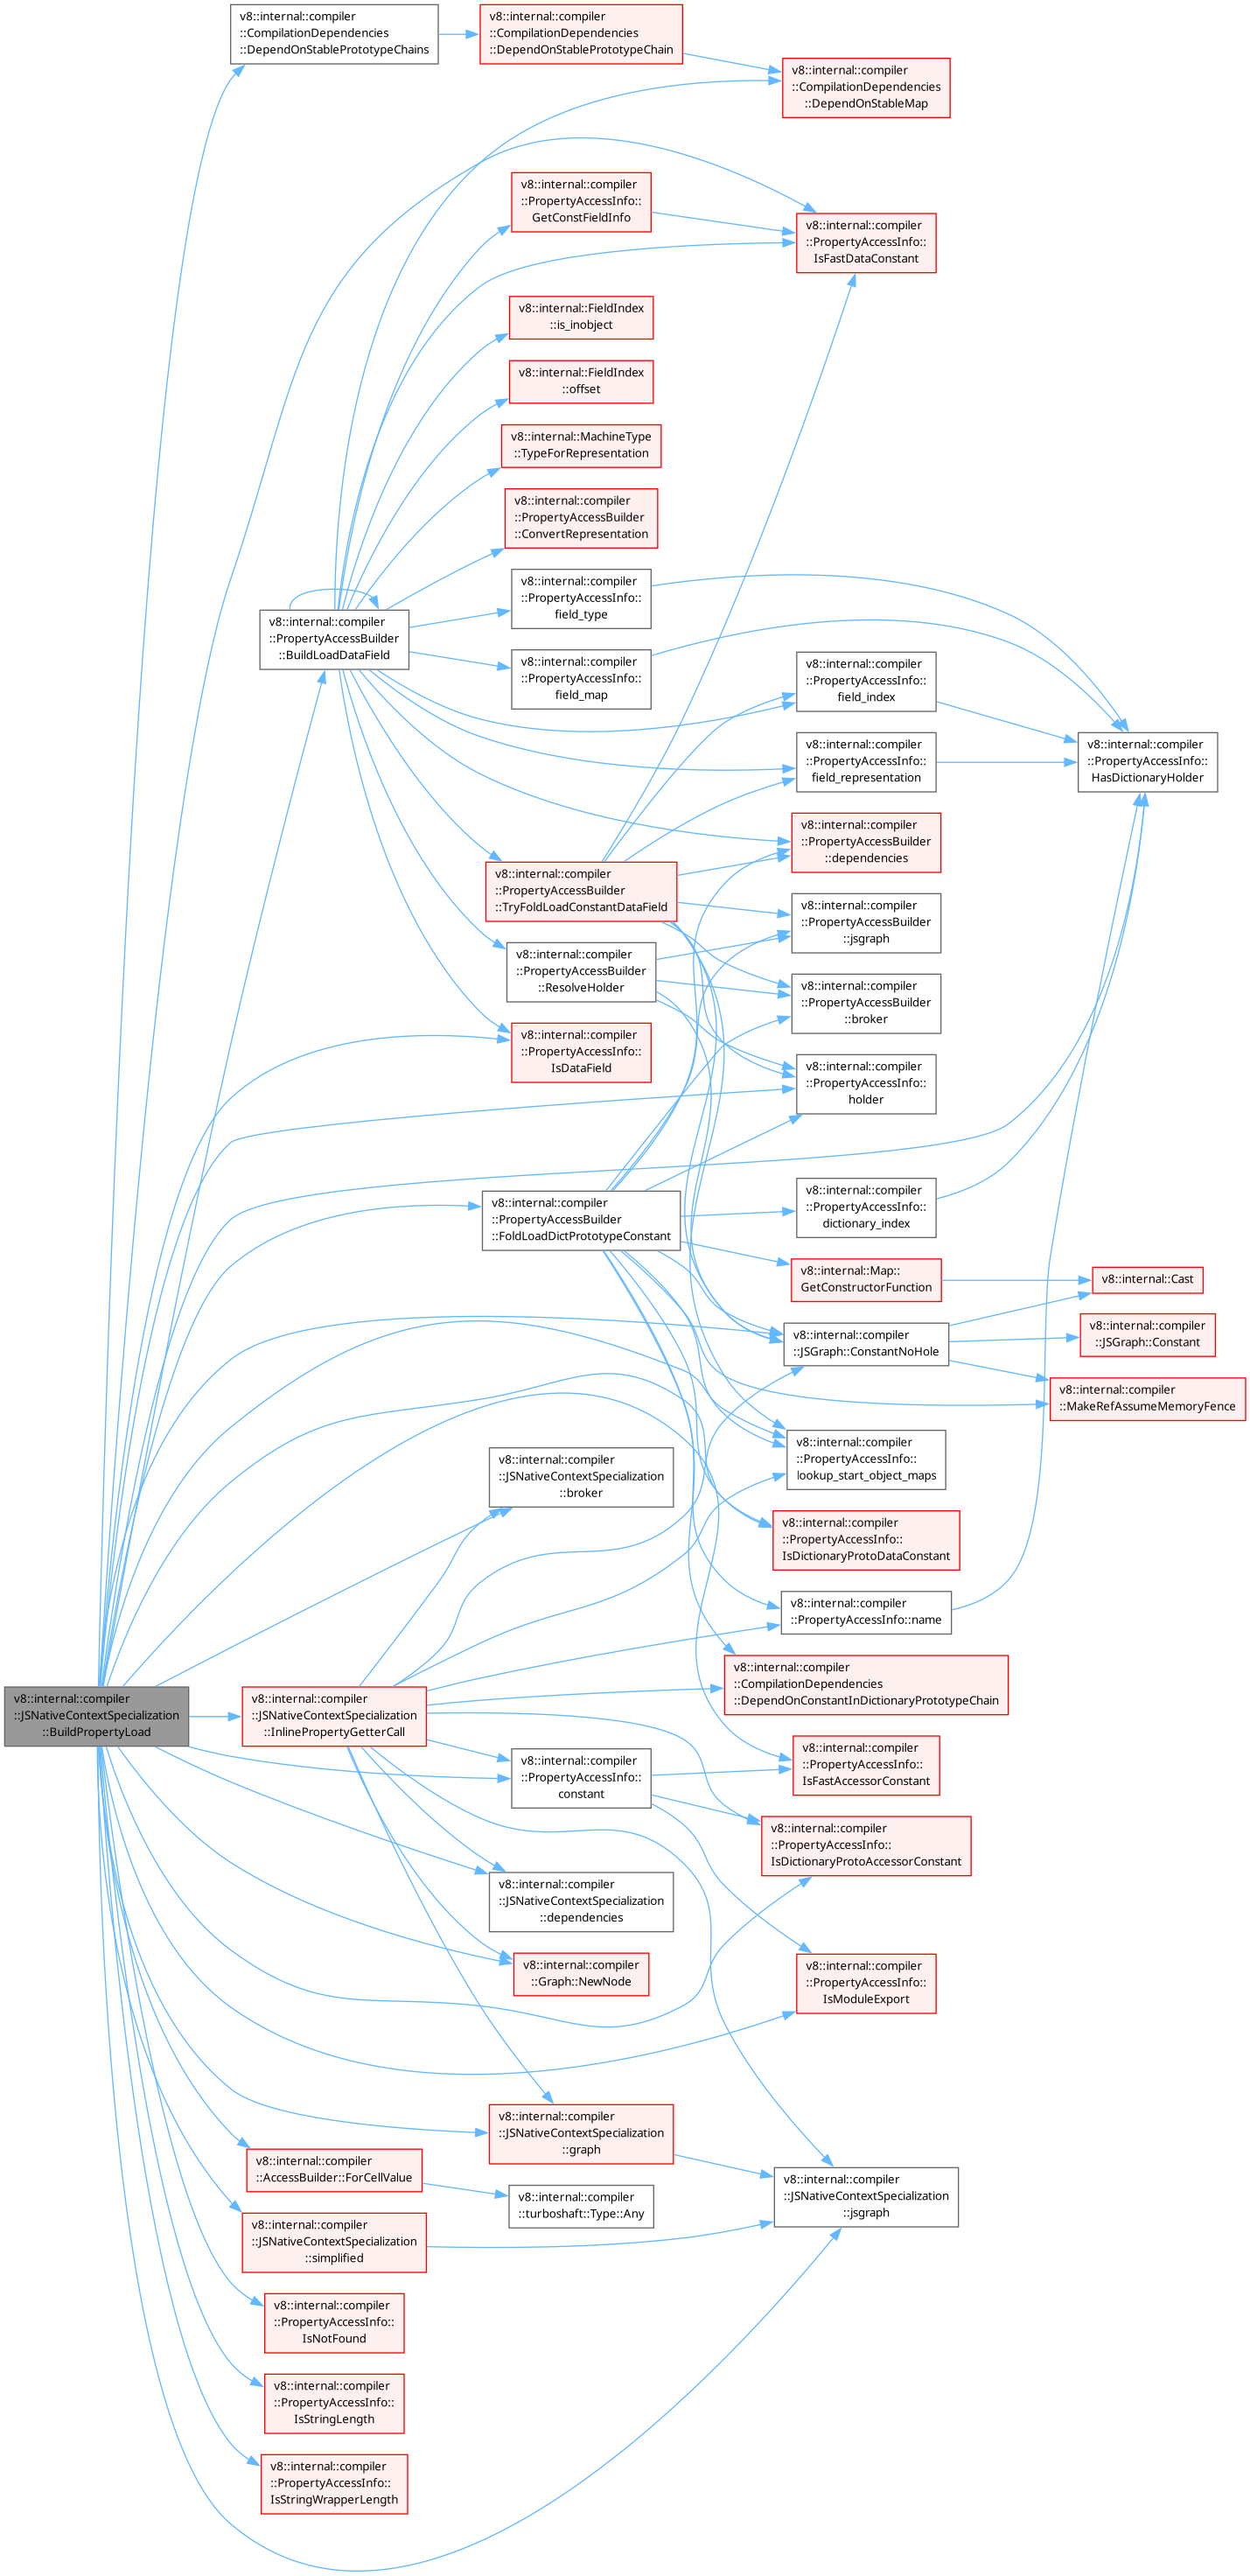 v8::internal::compiler
::CompilationDependencies
::DependOnStablePrototypeChains
v8::internal::compiler
::CompilationDependencies
::DependOnStablePrototypeChain
v8::internal::compiler
::CompilationDependencies
::DependOnStableMap
v8::internal::compiler
::PropertyAccessInfo::
GetConstFieldInfo
v8::internal::compiler
::PropertyAccessInfo::
IsFastDataConstant
v8::internal::FieldIndex
::is_inobject
v8::internal::FieldIndex
::offset
v8::internal::MachineType
::TypeForRepresentation
v8::internal::compiler
::PropertyAccessBuilder
::ConvertRepresentation
v8::internal::compiler
::PropertyAccessInfo::
field_type
v8::internal::compiler
::PropertyAccessBuilder
::BuildLoadDataField
v8::internal::compiler
::PropertyAccessInfo::
field_map
v8::internal::compiler
::PropertyAccessInfo::
field_index
v8::internal::compiler
::PropertyAccessInfo::
HasDictionaryHolder
v8::internal::compiler
::PropertyAccessInfo::
field_representation
v8::internal::compiler
::PropertyAccessBuilder
::dependencies
v8::internal::compiler
::PropertyAccessBuilder
::TryFoldLoadConstantDataField
v8::internal::compiler
::PropertyAccessBuilder
::jsgraph
v8::internal::compiler
::PropertyAccessBuilder
::ResolveHolder
v8::internal::compiler
::PropertyAccessBuilder
::broker
v8::internal::compiler
::PropertyAccessInfo::
IsDataField
v8::internal::compiler
::PropertyAccessInfo::
holder
v8::internal::compiler
::PropertyAccessBuilder
::FoldLoadDictPrototypeConstant
v8::internal::compiler
::PropertyAccessInfo::
dictionary_index
v8::internal::Map::
GetConstructorFunction
v8::internal::Cast
v8::internal::compiler
::JSGraph::ConstantNoHole
v8::internal::compiler
::JSGraph::Constant
v8::internal::compiler
::MakeRefAssumeMemoryFence
v8::internal::compiler
::PropertyAccessInfo::
lookup_start_object_maps
v8::internal::compiler
::JSNativeContextSpecialization
::broker
v8::internal::compiler
::PropertyAccessInfo::
IsDictionaryProtoDataConstant
v8::internal::compiler
::PropertyAccessInfo::name
v8::internal::compiler
::CompilationDependencies
::DependOnConstantInDictionaryPrototypeChain
v8::internal::compiler
::JSNativeContextSpecialization
::BuildPropertyLoad
v8::internal::compiler
::JSNativeContextSpecialization
::InlinePropertyGetterCall
v8::internal::compiler
::PropertyAccessInfo::
constant
v8::internal::compiler
::PropertyAccessInfo::
IsFastAccessorConstant
v8::internal::compiler
::PropertyAccessInfo::
IsDictionaryProtoAccessorConstant
v8::internal::compiler
::JSNativeContextSpecialization
::dependencies
v8::internal::compiler
::Graph::NewNode
v8::internal::compiler
::PropertyAccessInfo::
IsModuleExport
v8::internal::compiler
::JSNativeContextSpecialization
::graph
v8::internal::compiler
::AccessBuilder::ForCellValue
v8::internal::compiler
::turboshaft::Type::Any
v8::internal::compiler
::JSNativeContextSpecialization
::jsgraph
v8::internal::compiler
::JSNativeContextSpecialization
::simplified
v8::internal::compiler
::PropertyAccessInfo::
IsNotFound
v8::internal::compiler
::PropertyAccessInfo::
IsStringLength
v8::internal::compiler
::PropertyAccessInfo::
IsStringWrapperLength